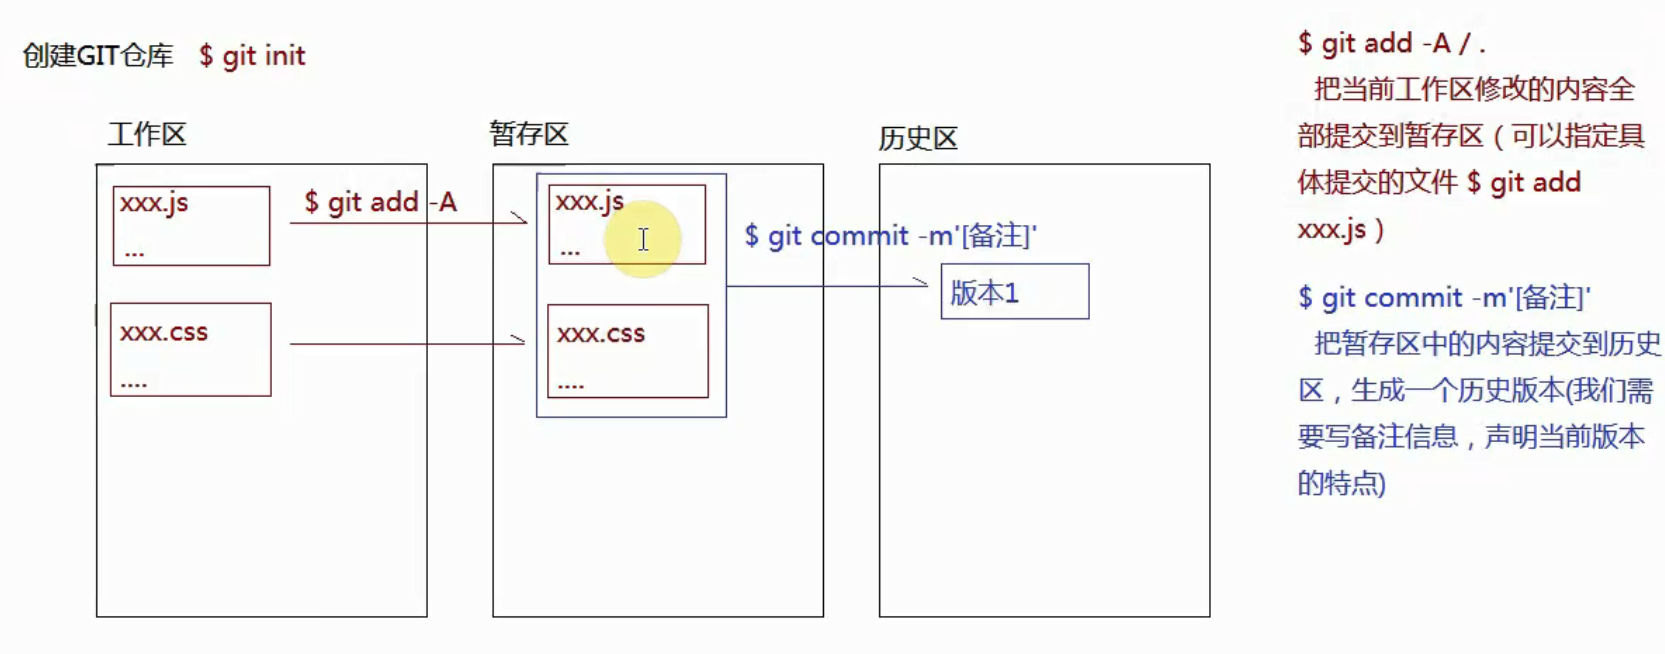 创建GIT仓库 $ git init
工作区
暂存区
历史区
xxx.js
...
$ git add -A
xxx.js
...
$ git commit -m'[备注]'
版本1
xxx.css
....
xxx.css
....
$ git add -A / .
把当前工作区修改的内容全
部提交到暂存区（可以指定具
体提交的文件 $ git add
xxx.js）
$ git commit -m'[备注]'
把暂存区中的内容提交到历史
区，生成一个历史版本(我们需
要写备注信息，声明当前版本
的特点)